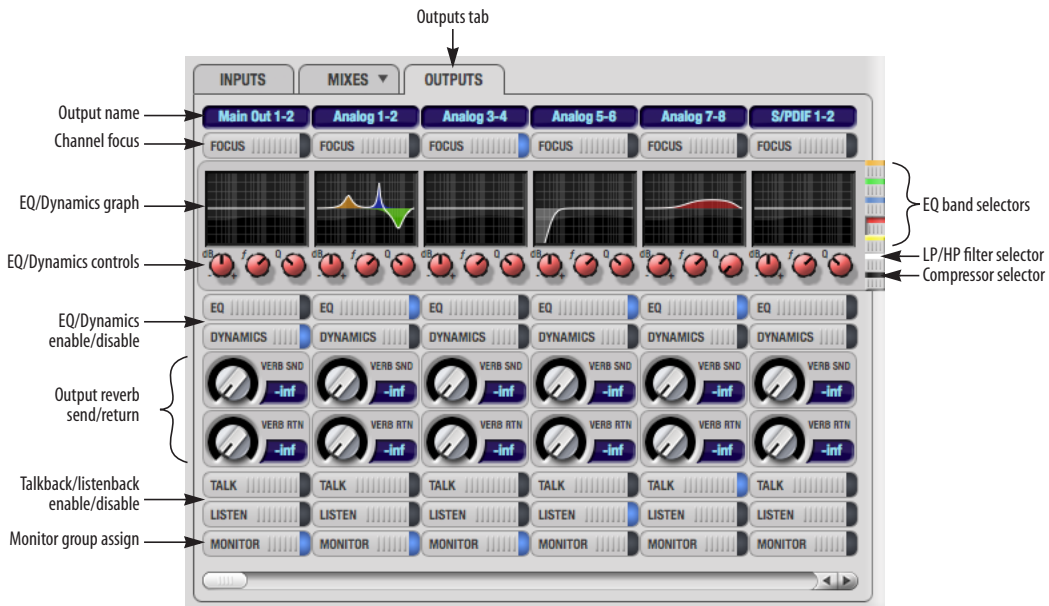 Outputs tab
INPUTS MIXES OUTPUTS
Output name
Main Out 1-2 Analog 1-2 Analog 3-4 Analog 5-6 Analog 7-8 S/PDIF 1-2
Channel focus
FOCUS FOCUS FOCUS FOCUS FOCUS FOCUS
EQ/Dynamics graph
EQ band selectors
EQ/Dynamics controls
dB f Q dB f Q dB f Q dB f Q dB f Q dB f Q
- + - + - + - + - + - +
LP/HP filter selector
Compressor selector
EQ/Dynamics
enable/disable
EQ EQ EQ EQ EQ EQ
DYNAMICS DYNAMICS DYNAMICS DYNAMICS DYNAMICS DYNAMICS
Output reverb
send/return
VERB SND VERB SND VERB SND VERB SND VERB SND VERB SND
-inf -inf -inf -inf -inf -inf
VERB RTN VERB RTN VERB RTN VERB RTN VERB RTN VERB RTN
-inf -inf -inf -inf -inf -inf
Talkback/listenback
enable/disable
TALK TALK TALK TALK TALK TALK
LISTEN LISTEN LISTEN LISTEN LISTEN LISTEN
Monitor group assign
MONITOR MONITOR MONITOR MONITOR MONITOR MONITOR